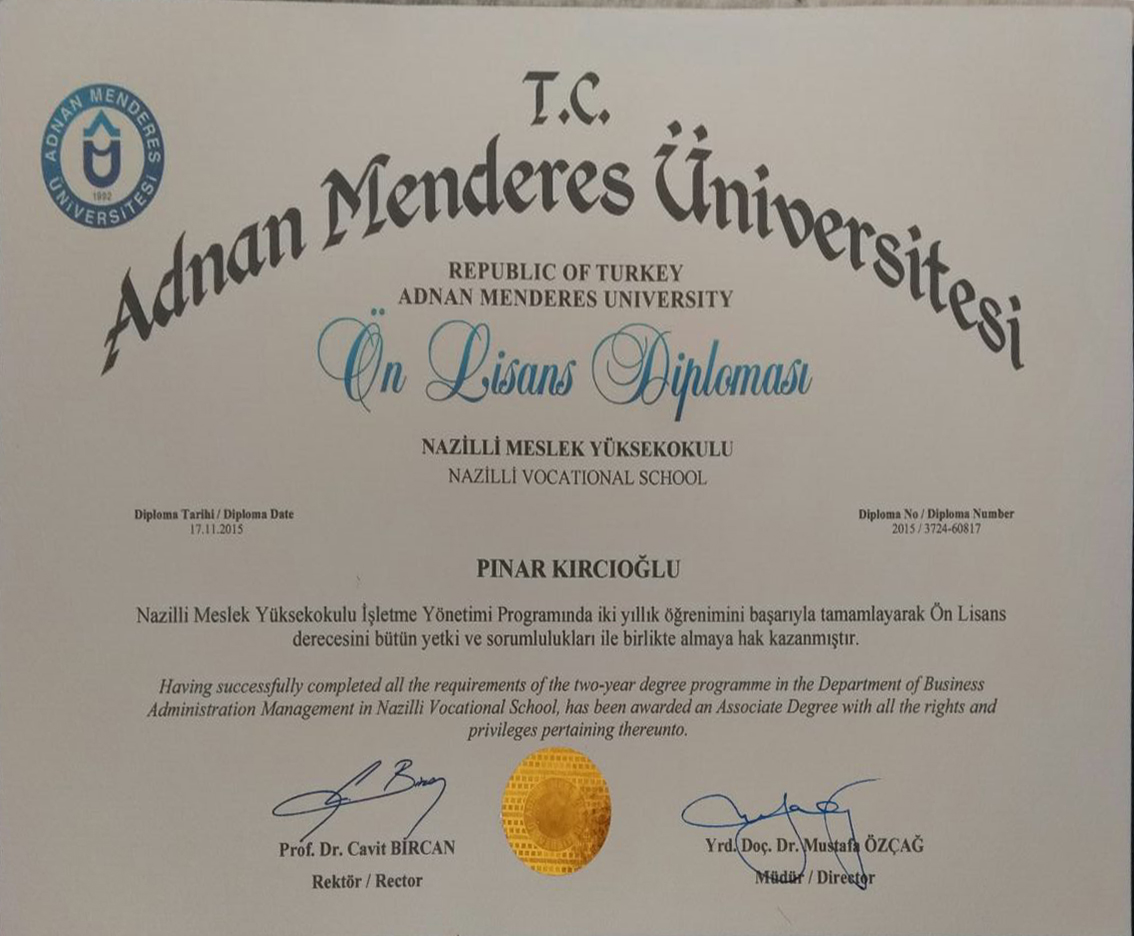 ADNAN MENDERES
1992
ÜNİVERSİTESİ
T.C.
Adnan Menderes Üniversitesi
REPUBLIC OF TURKEY
ADNAN MENDERES UNIVERSITY
Ön Lisans Diploması
NAZİLLİ MESLEK YÜKSEKOKULU
NAZİLLİ VOCATIONAL SCHOOL
Diploma Tarihi / Diploma Date
17.11.2015
Diploma No / Diploma Number
2015 / 3724-60817
PINAR KIRCIOĞLU
Nazilli Meslek Yüksekokulu İşletme Yönetimi Programında iki yıllık öğrenimini başarıyla tamamlayarak Ön Lisans
derecesini bütün yetki ve sorumlulukları ile birlikte almaya hak kazanmıştır.
Having successfully completed all the requirements of the two-year degree programme in the Department of Business
Administration Management in Nazilli Vocational School, has been awarded an Associate Degree with all the rights and
privileges pertaining thereunto.
Prof. Dr. Cavit BİRCAN
Rektör / Rector
Yrd. Doç. Dr. Mustafa ÖZÇAĞ
Müdür / Director